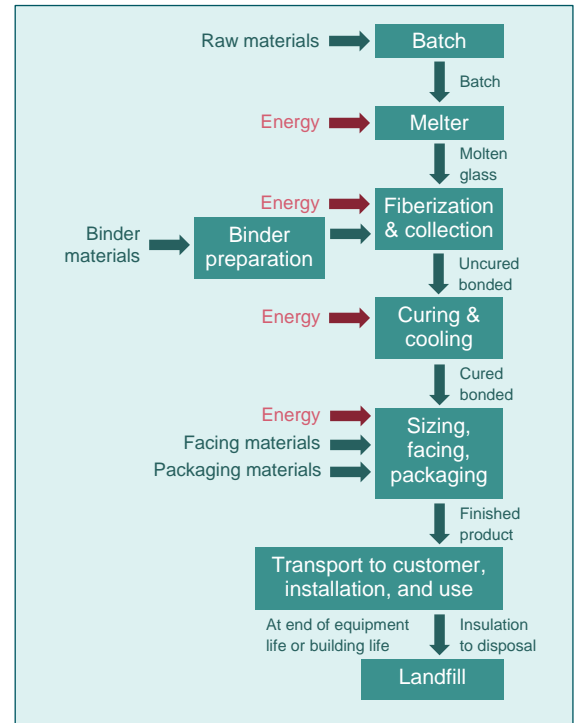 Raw materials
Batch
Batch
Energy
Melter
Molten
glass
Energy
Fiberization
& collection
Binder
materials
Binder
preparation
Uncured
bonded
Energy
Curing &
cooling
Cured
bonded
Energy
Facing materials
Packaging materials
Sizing,
facing,
packaging
Finished
product
Transport to customer,
installation, and use
At end of equipment
life or building life
Insulation
to disposal
Landfill